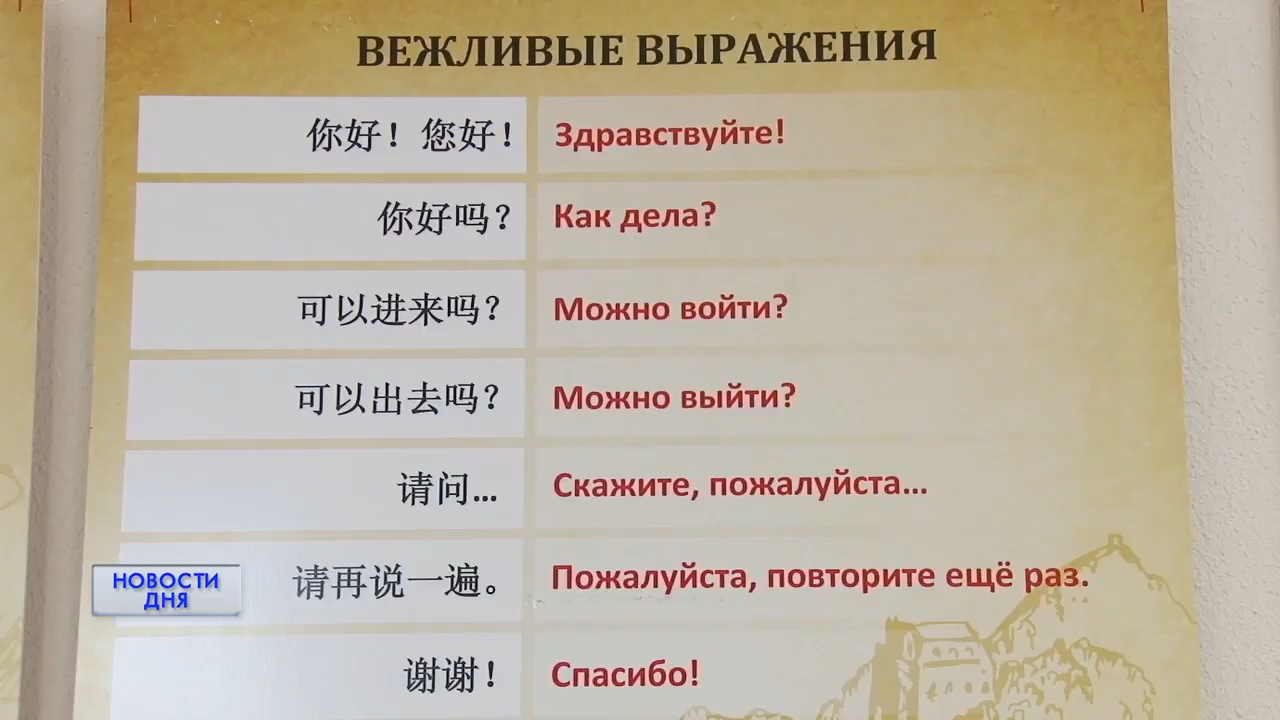 ВЕЖЛИВЫЕ ВЫРАЖЕНИЯ
你好！您好！ Здравствуйте!
你好吗？ Как дела?
可以进来吗？ Можно войти?
可以出去吗？ Можно выйти?
请问... Скажите, пожалуйста...
请再说一遍。 Пожалуйста, повторите ещё раз.
谢谢！ Спасибо!
НОВОСТИ
ДНЯ